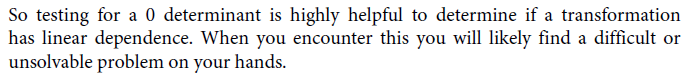 So testing for a 0 determinant is highly helpful to determine if a transformation
has linear dependence. When you encounter this you will likely find a difficult or
unsolvable problem on your hands.